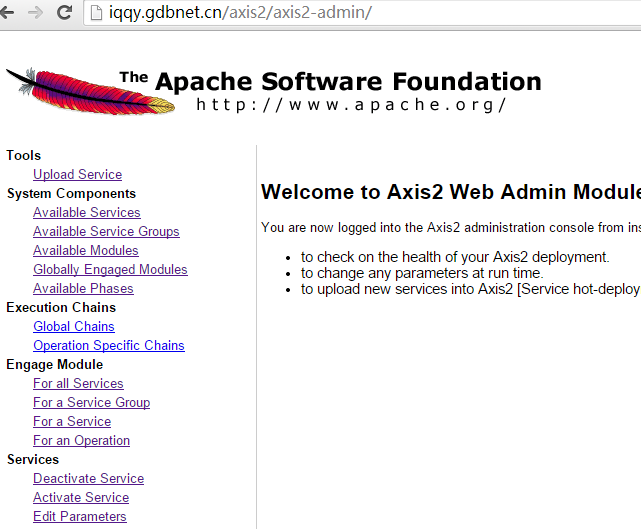 iqqy.gdbnet.cn/axis2/axis2-admin/
The Apache Software Foundation
http://www.apache.org/
Tools
Upload Service
System Components
Available Services
Available Service Groups
Available Modules
Globally Engaged Modules
Available Phases
Execution Chains
Global Chains
Operation Specific Chains
Engage Module
For all Services
For a Service Group
For a Service
For an Operation
Services
Deactivate Service
Activate Service
Edit Parameters
Welcome to Axis2 Web Admin Module
You are now logged into the Axis2 administration console from ins
to check on the health of your Axis2 deployment.
to change any parameters at run time.
to upload new services into Axis2 [Service hot-deploy